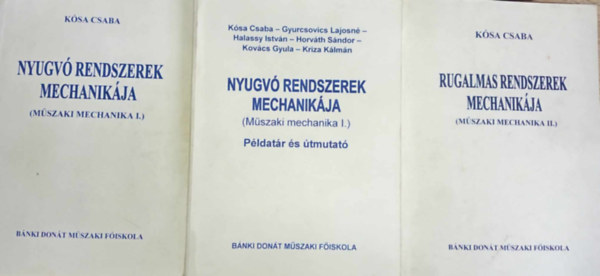 KÓSA CSABA
NYUGVÓ RENDSZEREK
MECHANIKÁJA
(MŰSZAKI MECHANIKA I.)
BÁNKI DONÁT MŰSZAKI FŐISKOLA
Kósa Csaba – Gyurcsovics Lajosné –
Halassy István – Horváth Sándor –
Kovács Gyula – Kriza Kálmán
NYUGVÓ RENDSZEREK
MECHANIKÁJA
(Műszaki mechanika I.)
Példatár és útmutató
BÁNKI DONÁT MŰSZAKI FŐISKOLA
KÓSA CSABA
RUGALMAS RENDSZEREK
MECHANIKÁJA
(MŰSZAKI MECHANIKA II.)
BÁNKI DONÁT MŰSZAKI FŐISKOLA